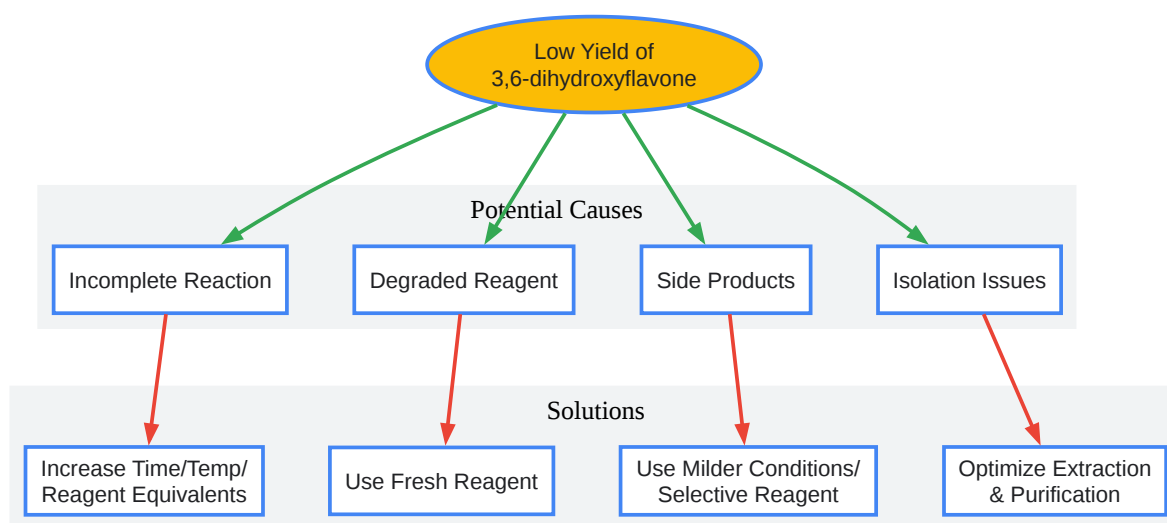 Low Yield of
3,6-dihydroxyflavone
Potential Causes
Incomplete Reaction
Degraded Reagent
Side Products
Isolation Issues
Solutions
Increase Time/Temp/
Reagent Equivalents
Use Fresh Reagent
Use Milder Conditions/
Selective Reagent
Optimize Extraction
& Purification